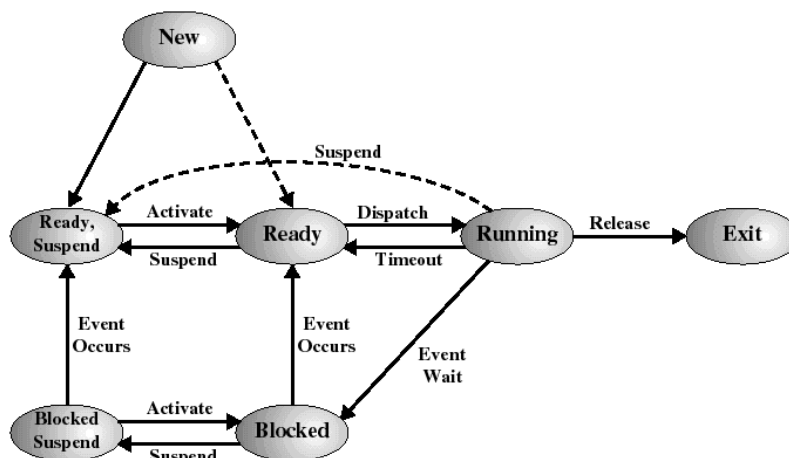 New
Suspend
Ready,
Suspend
Activate
Suspend
Ready
Dispatch
Timeout
Running
Release
Exit
Event
Occurs
Event
Occurs
Event
Wait
Blocked
Suspend
Activate
Suspend
Blocked